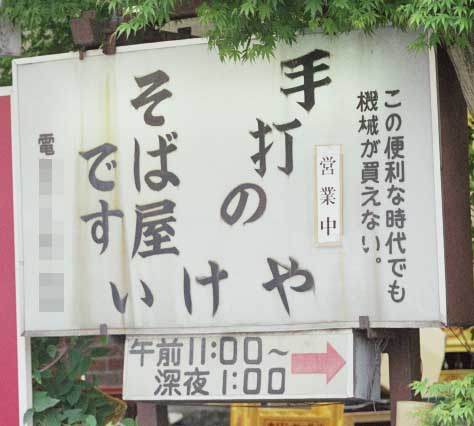 この便利な時代でも
機械が買えない。
営業中
手打の
やけい
そば屋
です
電
午前11:00~
深夜1:00